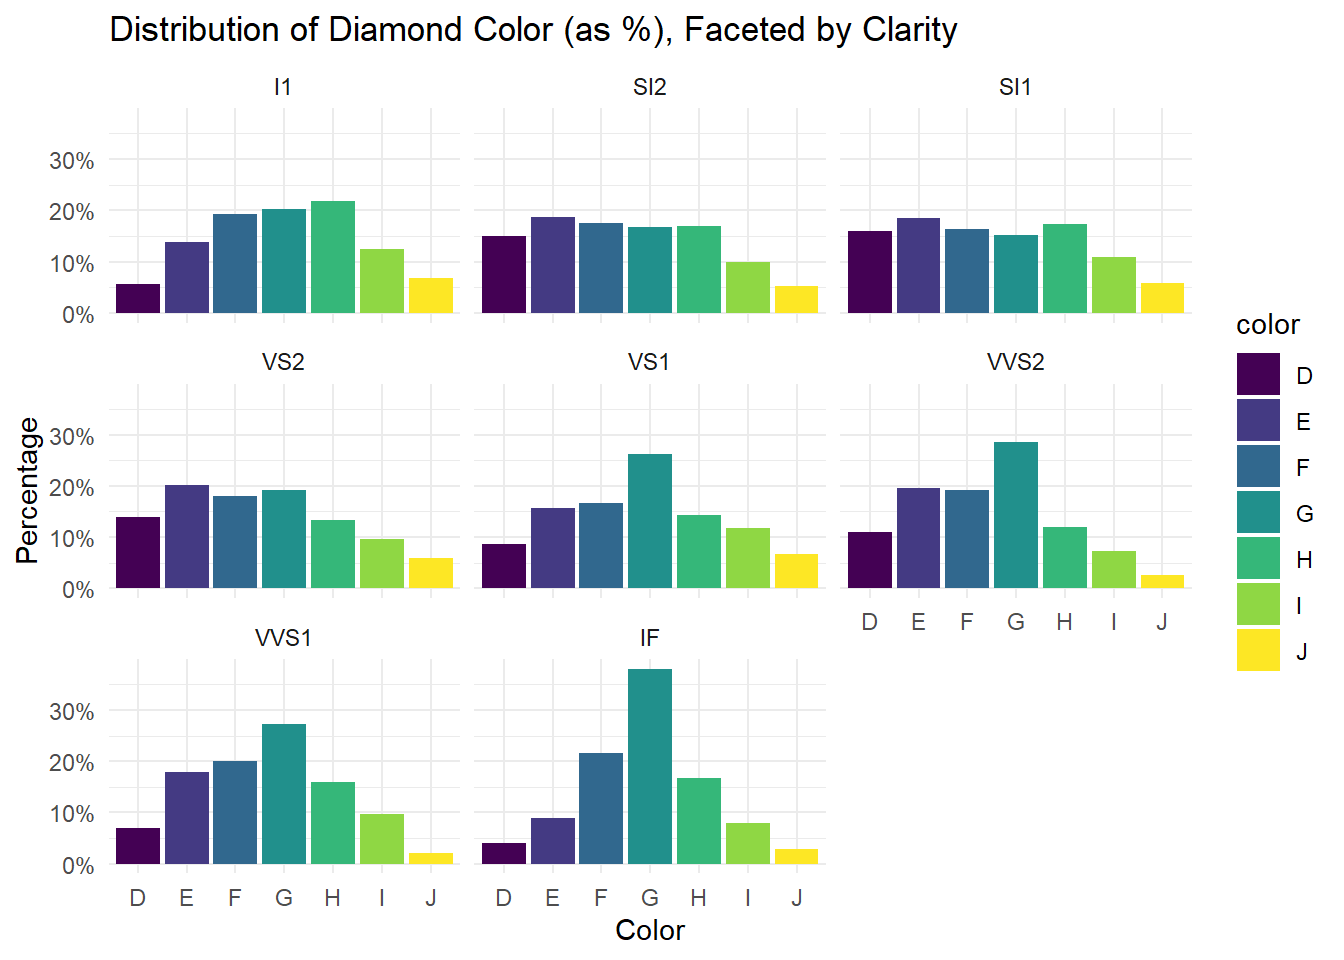 Distribution of Diamond Color (as %), Faceted by Clarity
I1
SI2
SI1
30%
20%
10%
0%
VS2
VS1
VVS2
30%
20%
10%
0%
D E F G H I J
VVS1
IF
30%
20%
10%
0%
D E F G H I J
D E F G H I J
Color
Percentage
color
D
E
F
G
H
I
J